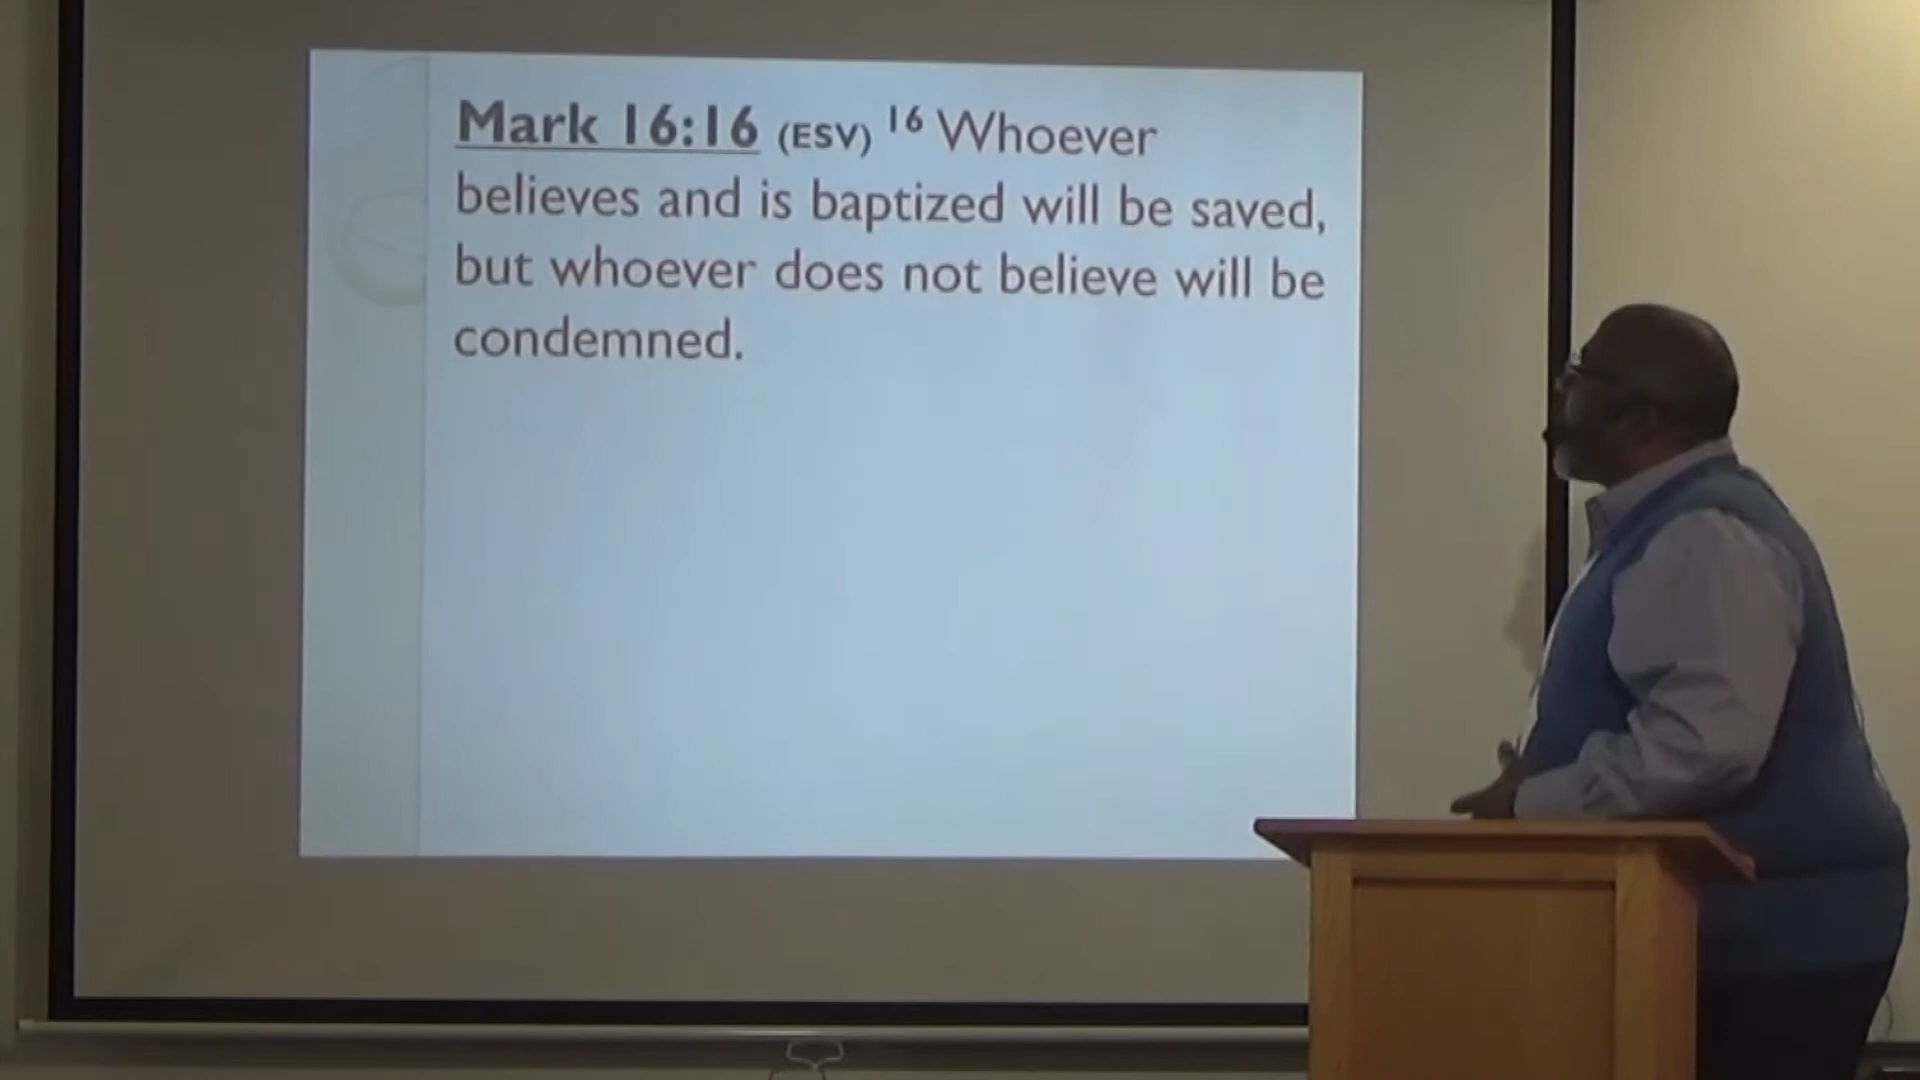 Mark 16:16 (ESV) 16 Whoever
believes and is baptized will be saved,
but whoever does not believe will be
condemned.